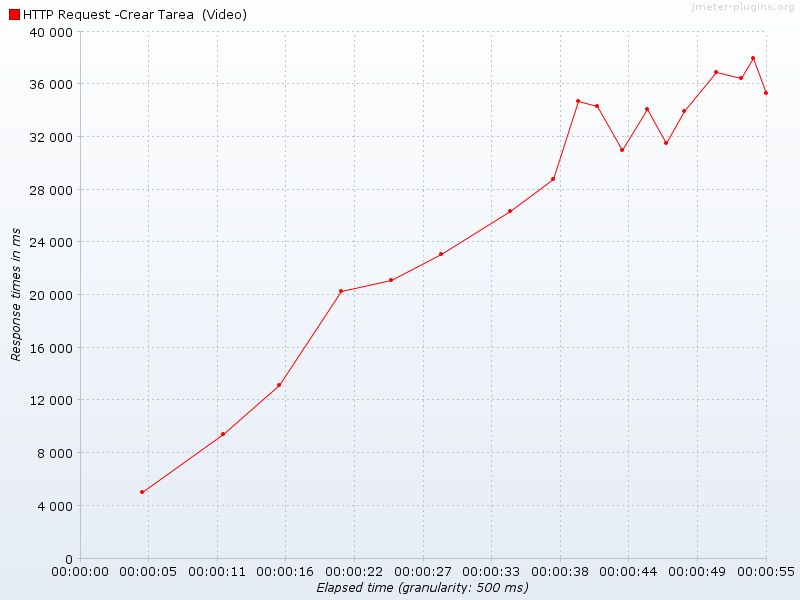 jmeter-plugins.org
HTTP Request -Crear Tarea  (Video)
40 000
36 000
32 000
28 000
24 000
20 000
16 000
12 000
8 000
4 000
0
Response times in ms
00:00:00 00:00:05 00:00:11 00:00:16 00:00:22 00:00:27 00:00:33 00:00:38 00:00:44 00:00:49 00:00:55
Elapsed time (granularity: 500 ms)